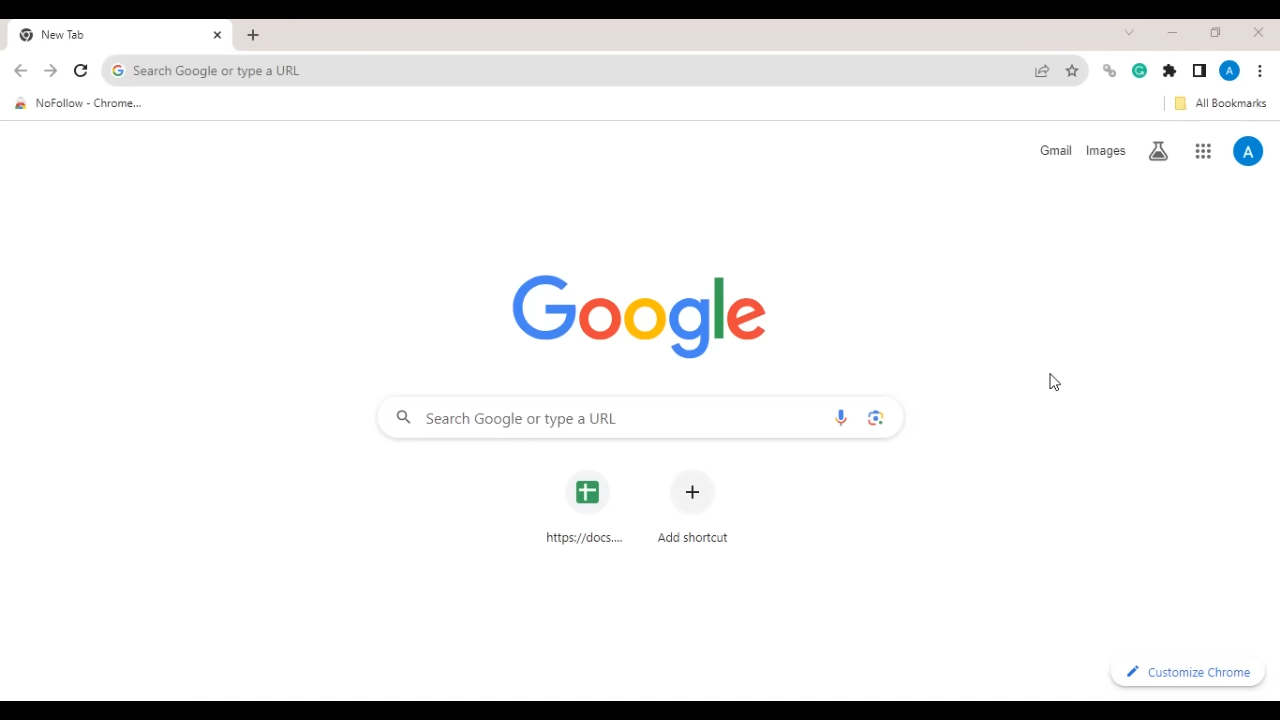 New Tab
Search Google or type a URL
A
NoFollow - Chrome...
All Bookmarks
Gmail Images A
Google
Search Google or type a URL
https://docs.... Add shortcut
Customize Chrome